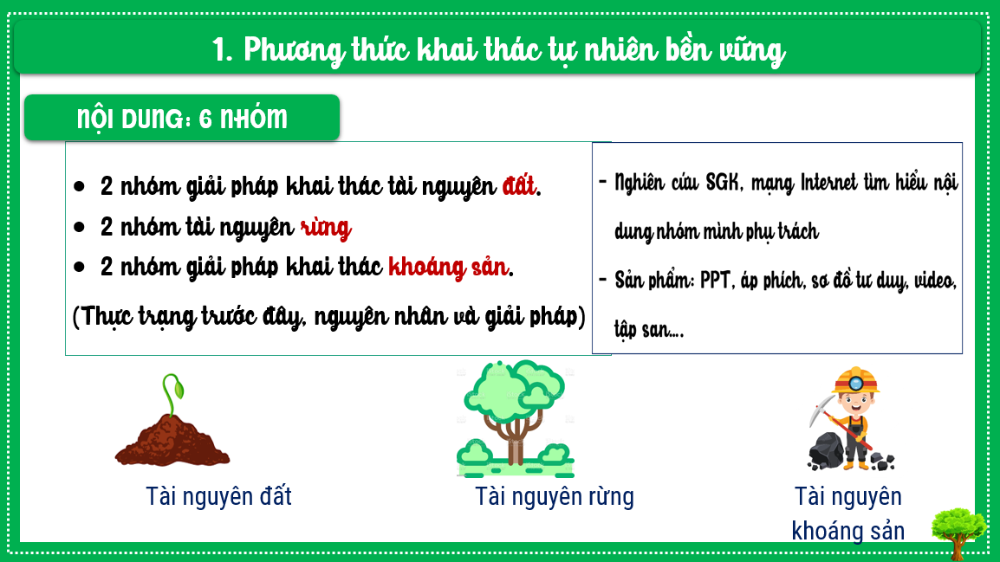 1. Phương thức khai thác tự nhiên bền vững
NỘI DUNG: 6 NHÓM
• 2 nhóm giải pháp khai thác tài nguyên đất.
• 2 nhóm tài nguyên rừng
• 2 nhóm giải pháp khai thác khoáng sản.
(Thực trạng trước đây, nguyên nhân và giải pháp)
- Nghiên cứu SGK, mạng Internet tìm hiểu nội
dung nhóm mình phụ trách
- Sản phẩm: PPT, áp phích, sơ đồ tư duy, video,
tập san….
Tài nguyên đất
Tài nguyên rừng
Tài nguyên
khoáng sản